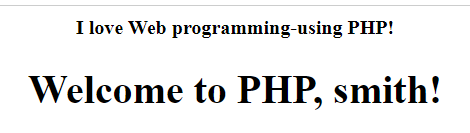 I love Web programming-using PHP!
Welcome to PHP, smith!